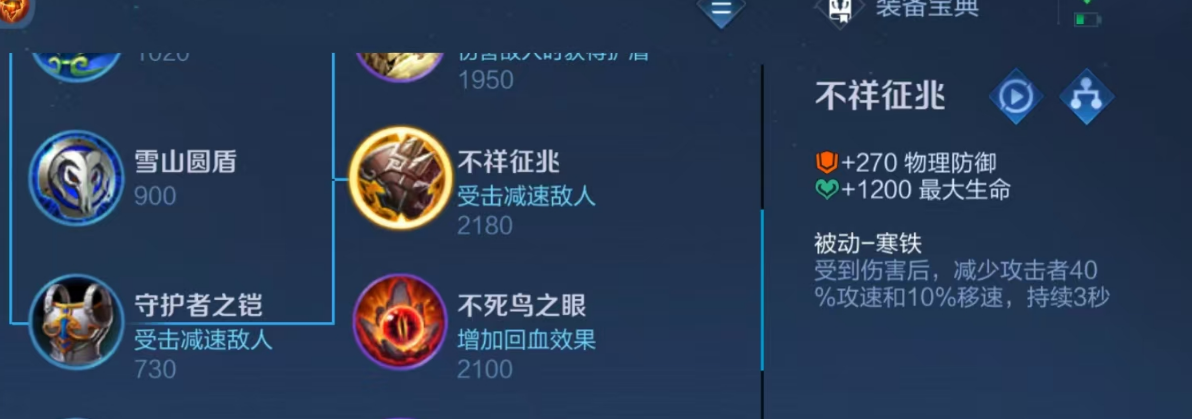 装备宝典
1020
伤害敌人时获得护盾
1950
雪山圆盾
900
不祥征兆
受击减速敌人
2180
守护者之铠
受击减速敌人
730
不死鸟之眼
增加回血效果
2100
不祥征兆
+270 物理防御
+1200 最大生命
被动-寒铁
受到伤害后，减少攻击者40
%攻速和10%移速，持续3秒